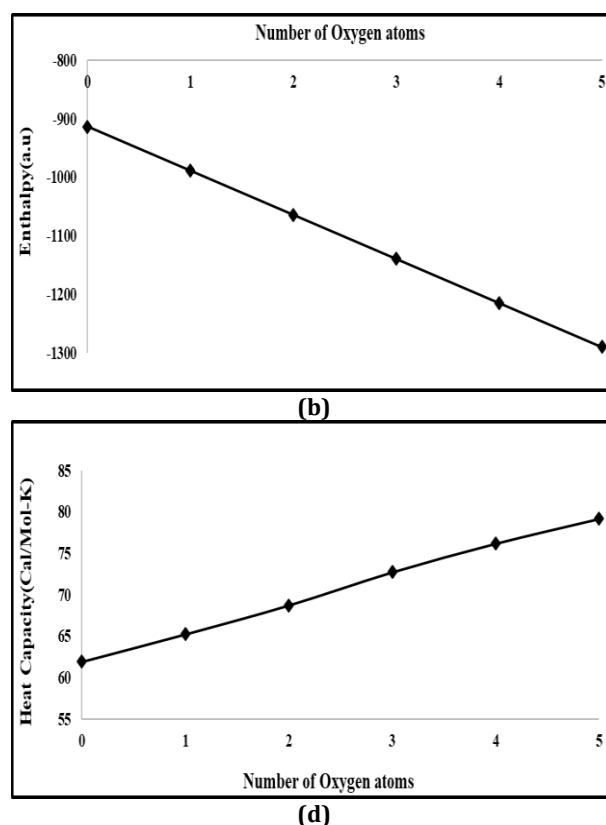 Number of Oxygen atoms
-800
0 1 2 3 4 5
-900
-1000
-1100
-1200
-1300
Enthalpy(a.u)
(b)
Heat Capacity(Cal/Mol-K)
85
80
75
70
65
60
55
0 1 2 3 4 5
Number of Oxygen atoms
(d)